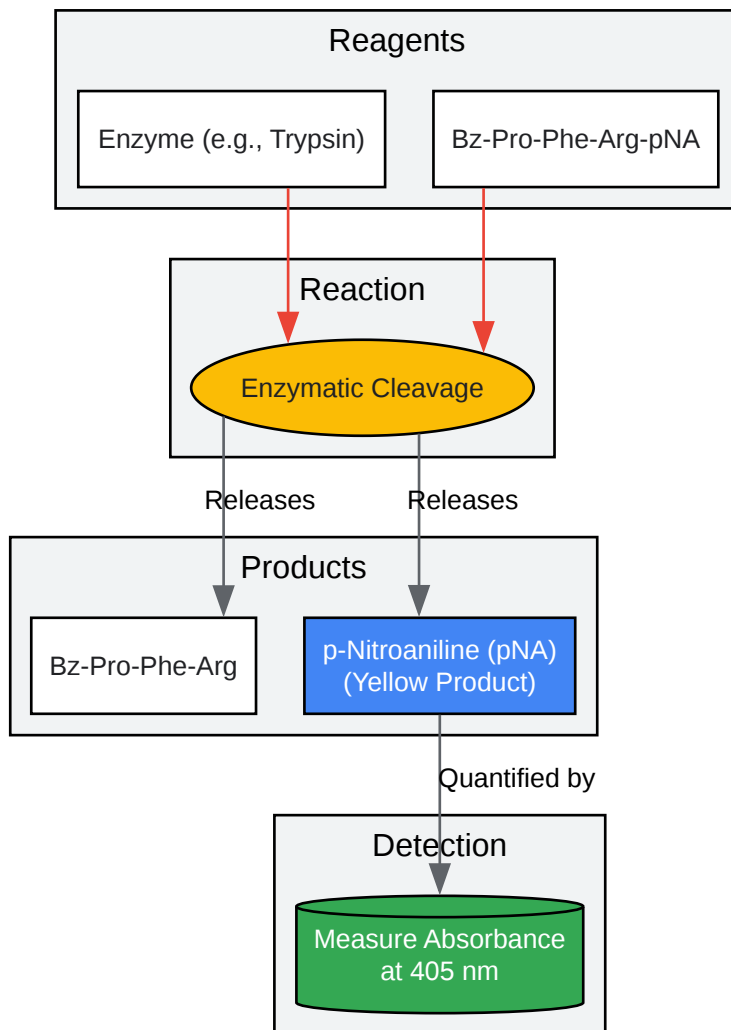 Reagents
Enzyme (e.g., Trypsin)
Bz-Pro-Phe-Arg-pNA
Reaction
Enzymatic Cleavage
Releases
Releases
Products
Bz-Pro-Phe-Arg
p-Nitroaniline (pNA)
(Yellow Product)
Quantified by
Detection
Measure Absorbance
at 405 nm